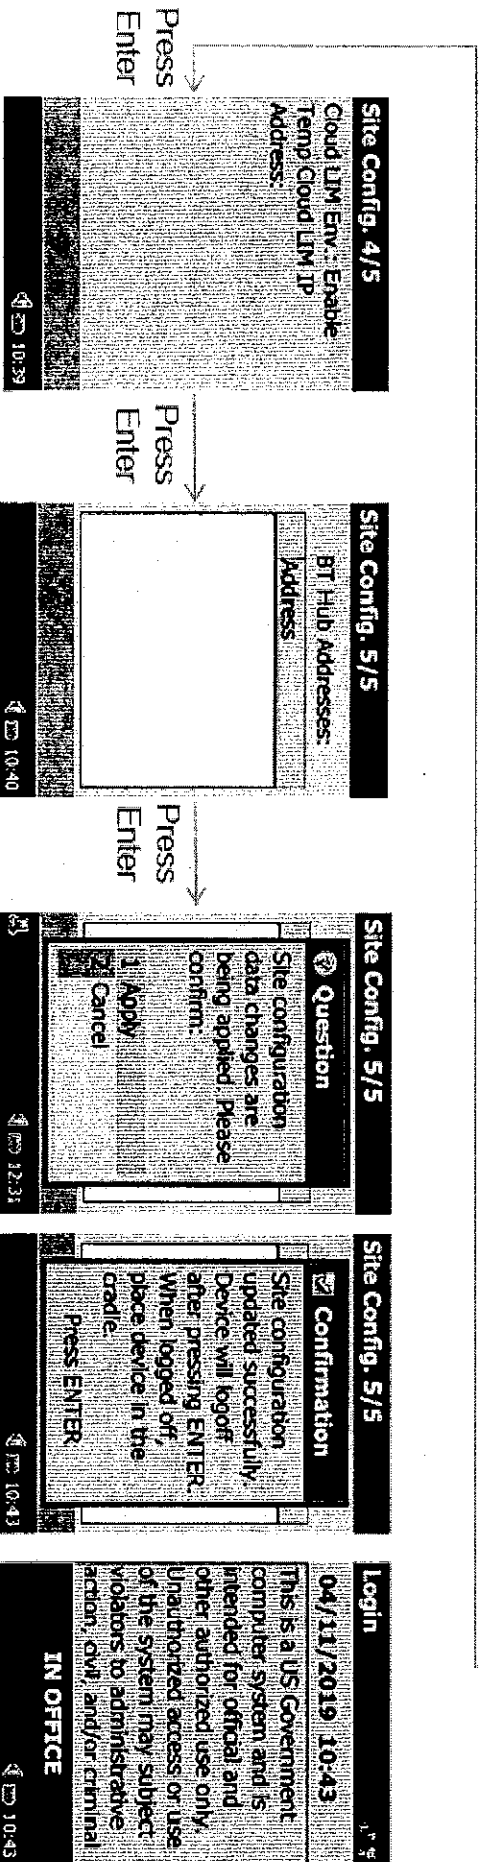 Press
Enter
Site Config. 4/5
Cloud LIM Env.: Enable
Temp Cloud LIM IP
Address:
10:39
Press
Enter
Site Config. 5/5
BT Hub Addresses:
Address
10:40
Press
Enter
Site Config. 5/5
Question
Site configuration
data changes are
being applied. Please
confirm:
1 Apply
Cancel
Site Config. 5/5
Confirmation
Site configuration
updated successfully.
Device will logoff
after pressing ENTER.
When logged off,
place device in the
cradle.
Press ENTER
10:43
Login
04/11/2019 10:43
This is a US Government
computer system and is
intended for official and
other authorized use only.
Unauthorized access or use
of the system may subject
violators to administrative
action, civil, and/or criminal
IN OFFICE
10:43